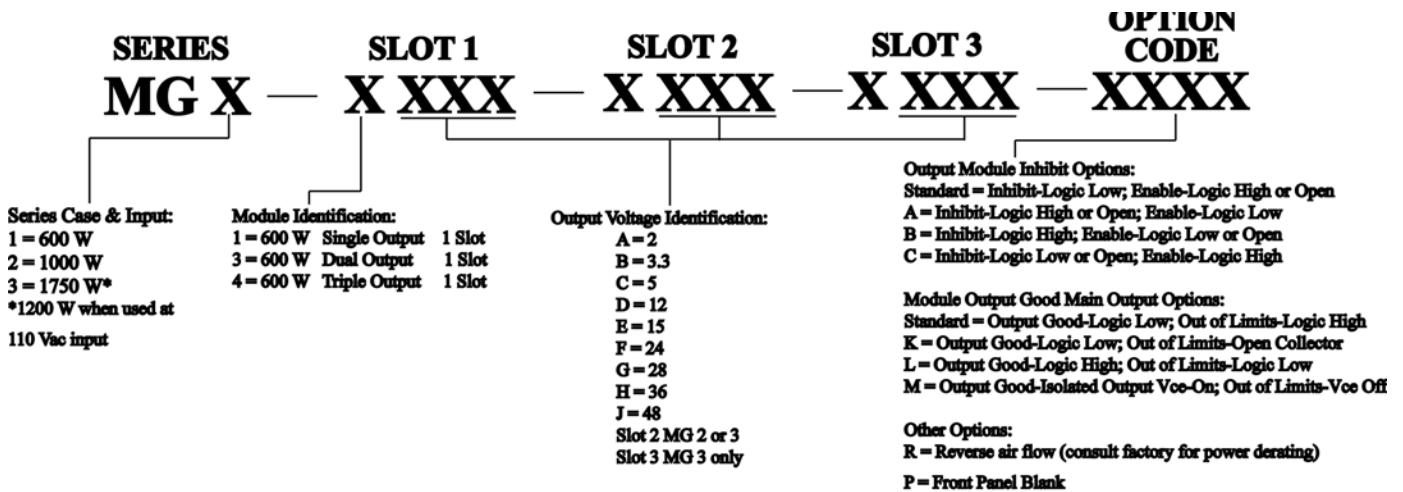 SERIES SLOT 1 SLOT 2 SLOT 3 OPTION CODE
MG X — X XXX — X XXX — X XXX — XXXX
Series Case & Input:
1 = 600 W
2 = 1000 W
3 = 1750 W*
*1200 W when used at
110 Vac input
Module Identification:
1 = 600 W Single Output 1 Slot
3 = 600 W Dual Output 1 Slot
4 = 600 W Triple Output 1 Slot
Output Voltage Identification:
A = 2
B = 3.3
C = 5
D = 12
E = 15
F = 24
G = 28
H = 36
J = 48
Slot 2 MG 2 or 3
Slot 3 MG 3 only
Output Module Inhibit Options:
Standard = Inhibit-Logic Low; Enable-Logic High or Open
A = Inhibit-Logic High or Open; Enable-Logic Low
B = Inhibit-Logic High; Enable-Logic Low or Open
C = Inhibit-Logic Low or Open; Enable-Logic High
Module Output Good Main Output Options:
Standard = Output Good-Logic Low; Out of Limits-Logic High
K = Output Good-Logic Low; Out of Limits-Open Collector
L = Output Good-Logic High; Out of Limits-Logic Low
M = Output Good-Isolated Output Vce-On; Out of Limits-Vce Off
Other Options:
R = Reverse air flow (consult factory for power derating)
P = Front Panel Blank